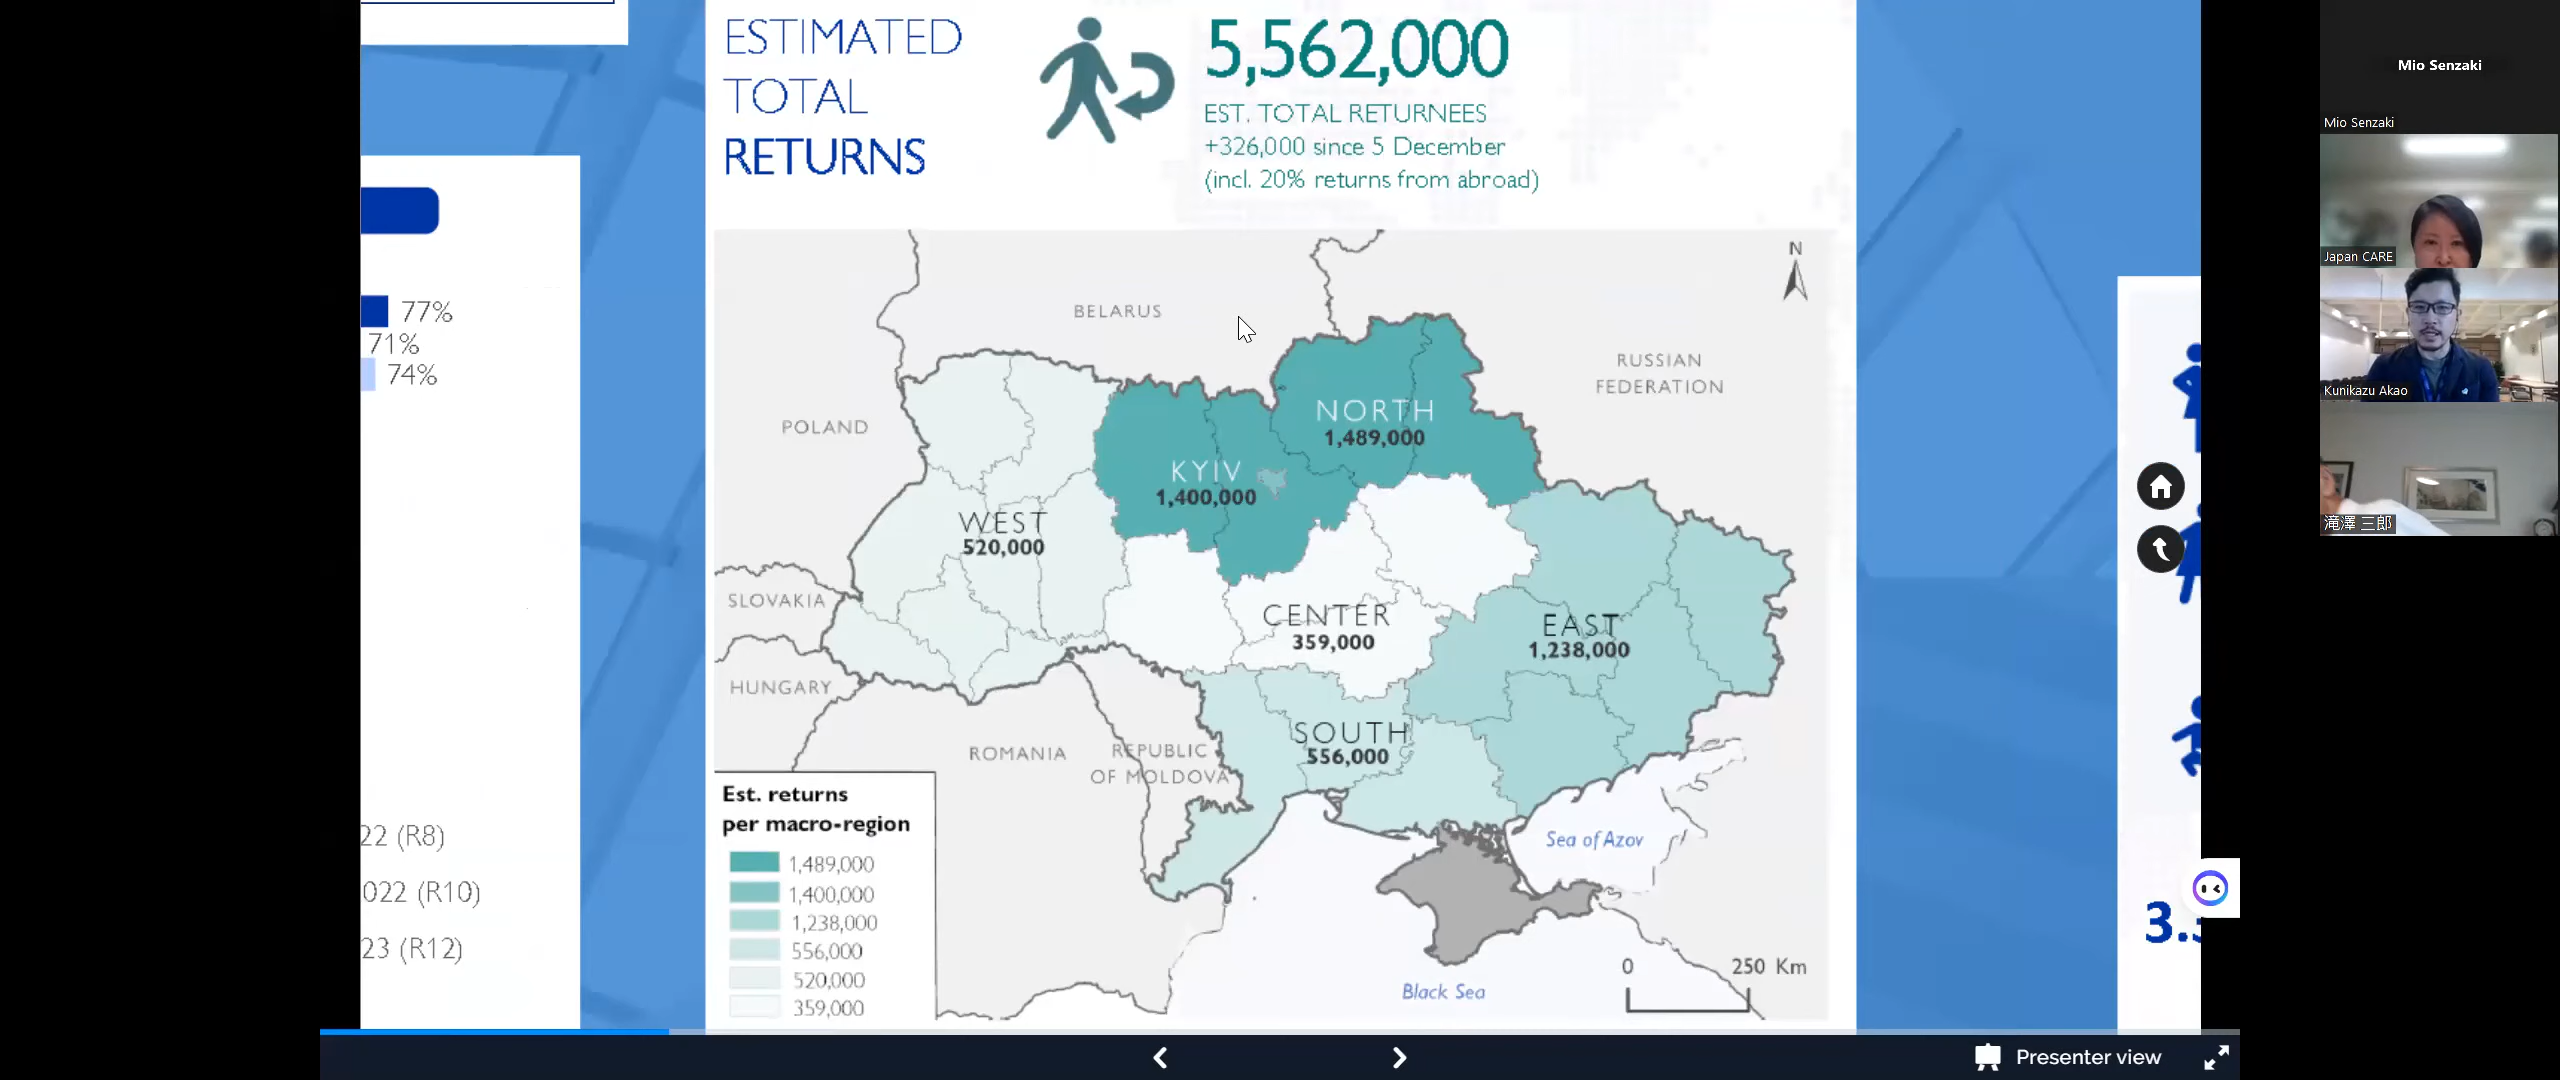 ESTIMATED
TOTAL
RETURNS
5,562,000
EST. TOTAL RETURNEES
+326,000 since 5 December
(incl. 20% returns from abroad)
77%
71%
74%
22 (R8)
022 (R10)
23 (R12)
N
BELARUS
RUSSIAN
FEDERATION
POLAND
NORTH
1,489,000
KYIV
1,400,000
WEST
520,000
SLOVAKIA
CENTER
359,000
EAST
1,238,000
HUNGARY
SOUTH
556,000
ROMANIA
REPUBLIC
OF MOLDOVA
Sea of Azov
Black Sea
0 250 Km
Est. returns
per macro-region
1,489,000
1,400,000
1,238,000
556,000
520,000
359,000
Presenter view
Mio Senzaki
Mio Senzaki
Japan CARE
Kunikazu Akao
滝澤 三郎